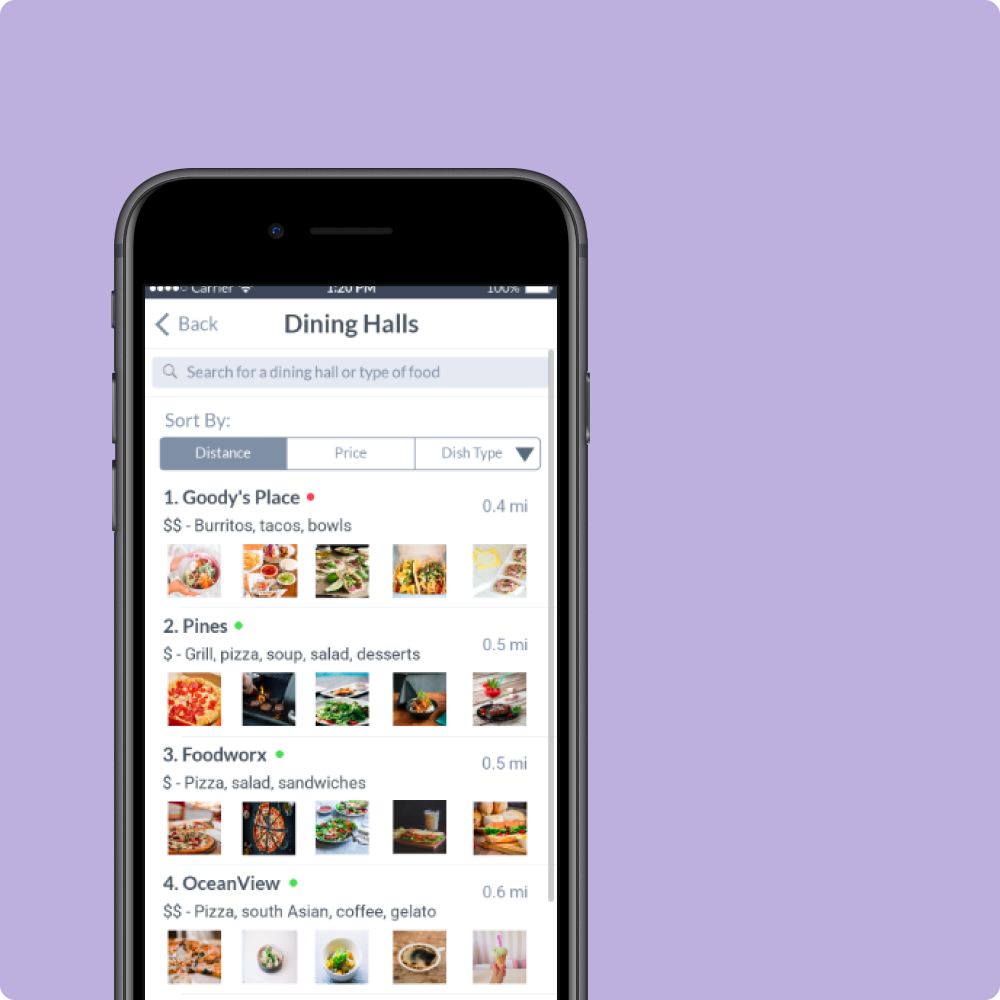 Carrier 1:20 PM 100%
Back Dining Halls
Search for a dining hall or type of food
Sort By:
Distance Price Dish Type
1. Goody's Place
0.4 mi
$$ - Burritos, tacos, bowls
2. Pines
0.5 mi
$ - Grill, pizza, soup, salad, desserts
3. Foodworx
0.5 mi
$ - Pizza, salad, sandwiches
4. OceanView
0.6 mi
$$ - Pizza, south Asian, coffee, gelato